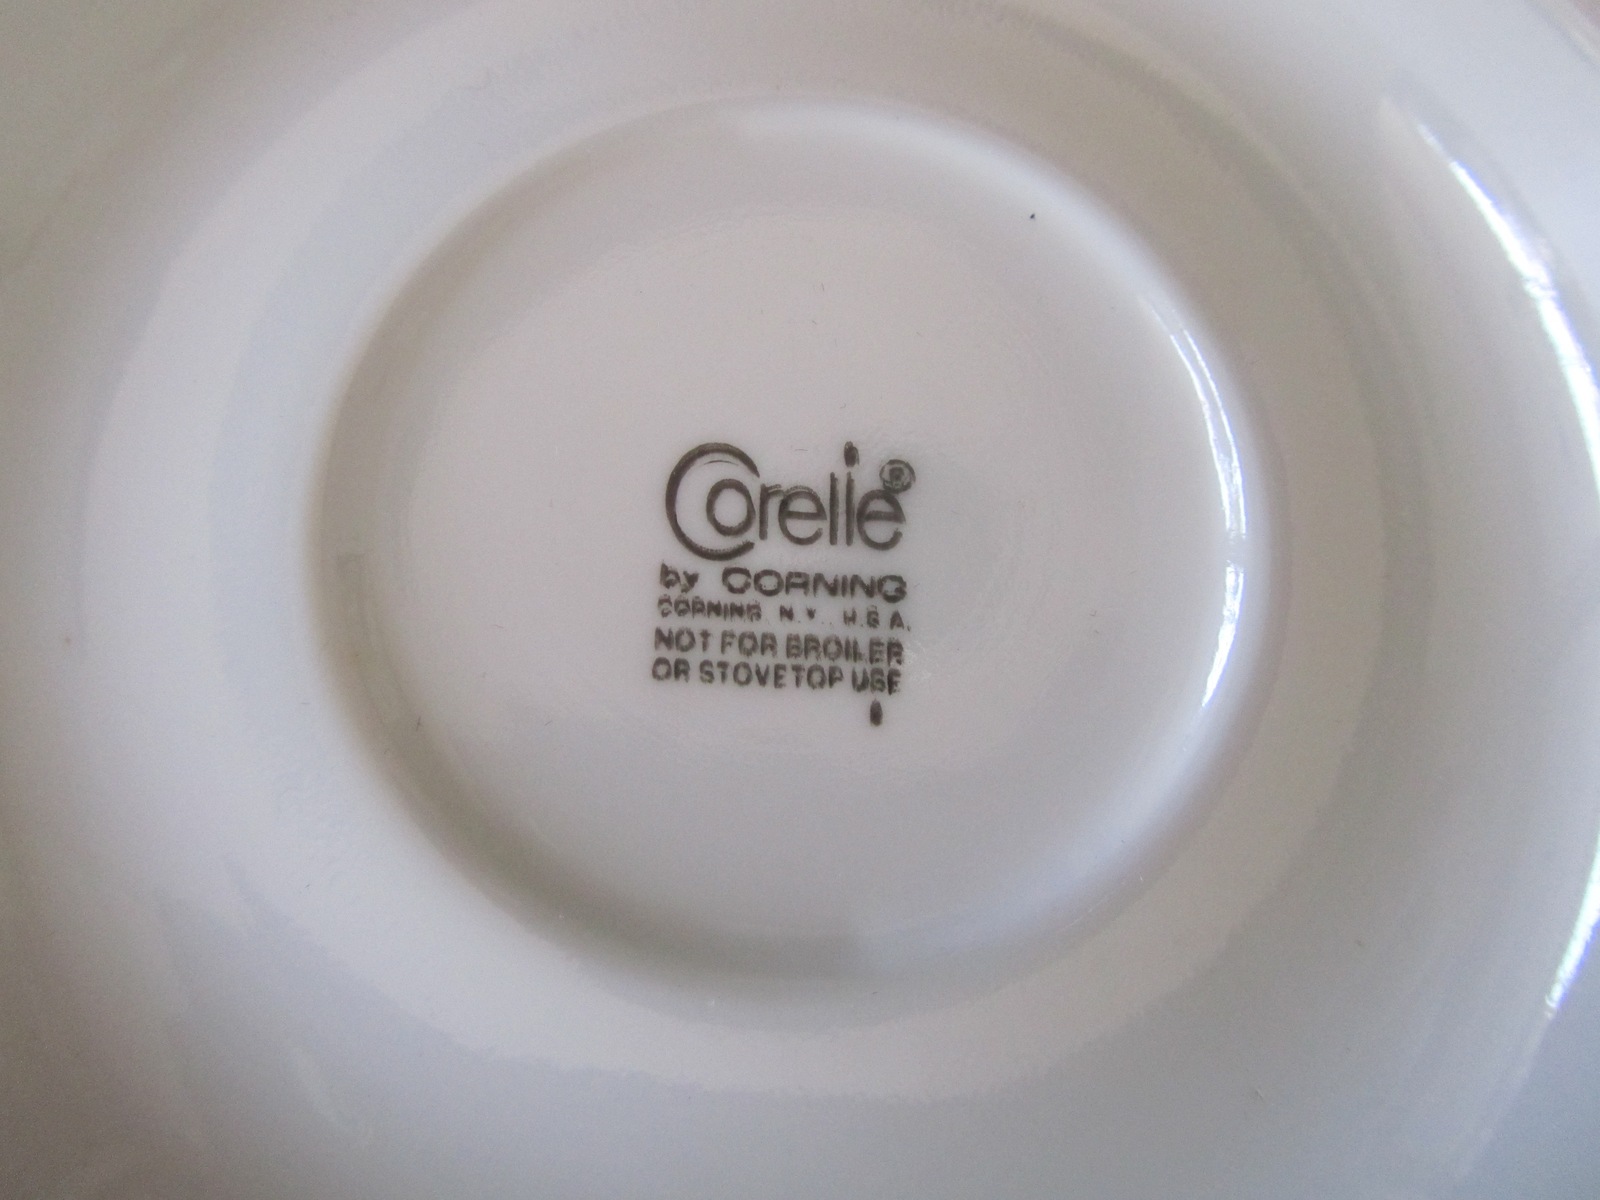 Corelle®
by CORNING
CORNING N.Y. U.S.A.
NOT FOR BROILER
OR STOVETOP USE